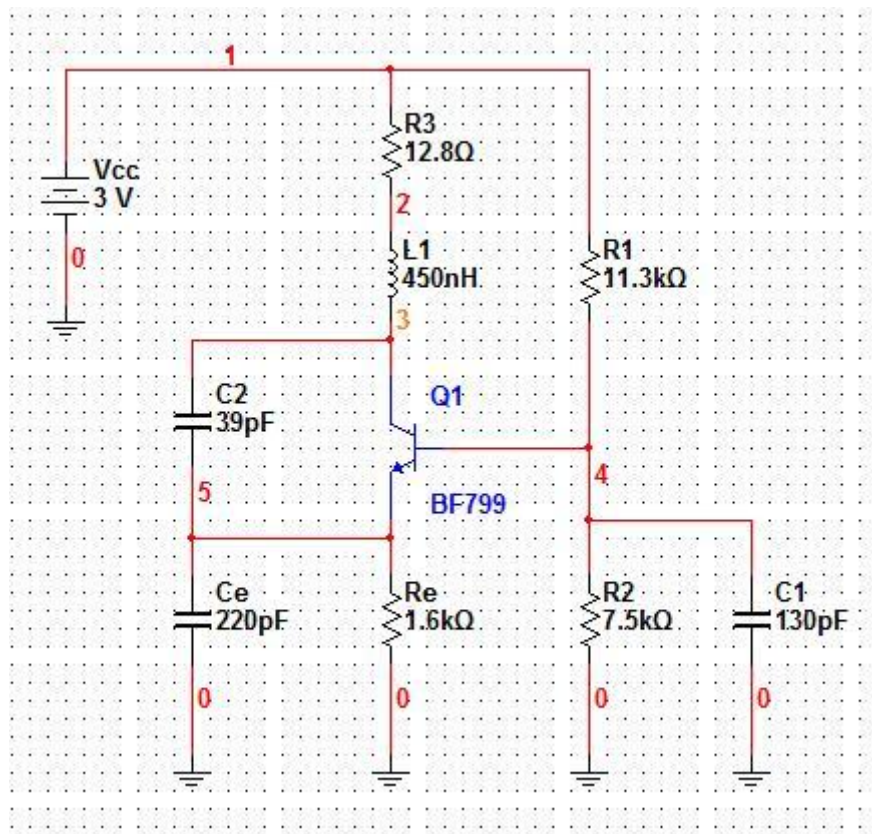 1
R3
12.8Ω
Vcc
3 V
2
0
L1
450nH
R1
11.3kΩ
3
C2
39pF
Q1
4
5
BF799
Ce
220pF
Re
1.6kΩ
R2
7.5kΩ
C1
130pF
0
0
0
0